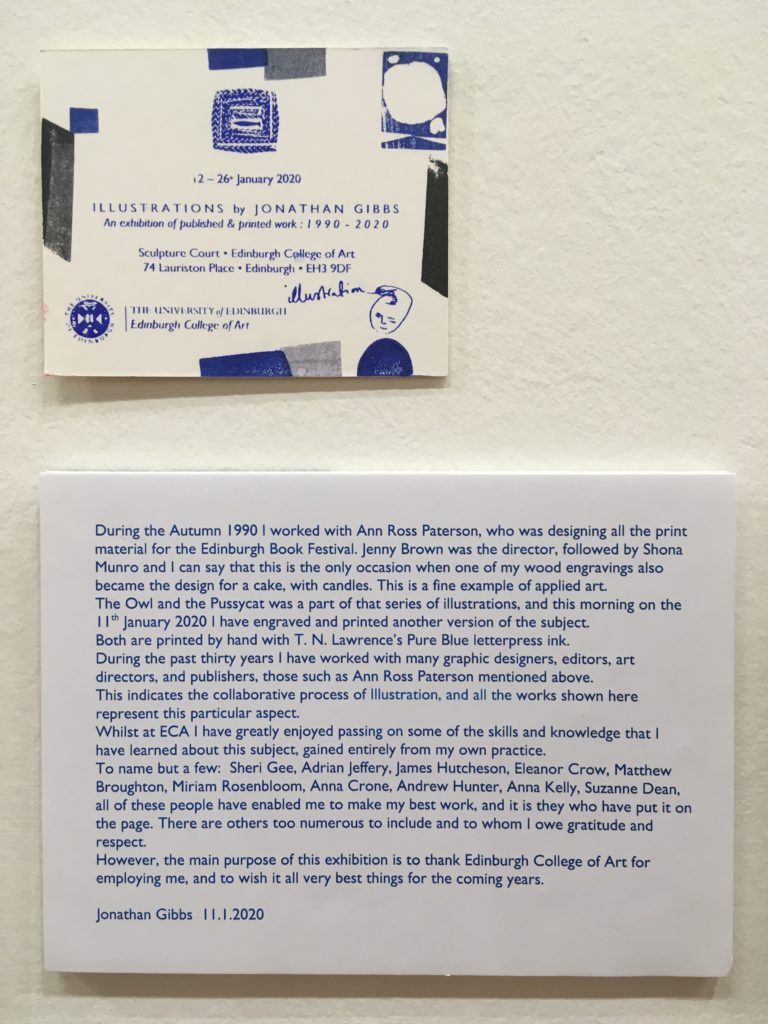 12 – 26th January 2020
ILLUSTRATIONS by JONATHAN GIBBS
An exhibition of published & printed work : 1990 - 2020
Sculpture Court • Edinburgh College of Art
74 Lauriston Place • Edinburgh • EH3 9DF
illustration
THE UNIVERSITY OF EDINBURGH
THE UNIVERSITY of EDINBURGH
Edinburgh College of Art
During the Autumn 1990 I worked with Ann Ross Paterson, who was designing all the print
material for the Edinburgh Book Festival. Jenny Brown was the director, followed by Shona
Munro and I can say that this is the only occasion when one of my wood engravings also
became the design for a cake, with candles. This is a fine example of applied art.
The Owl and the Pussycat was a part of that series of illustrations, and this morning on the
11th January 2020 I have engraved and printed another version of the subject.
Both are printed by hand with T. N. Lawrence's Pure Blue letterpress ink.
During the past thirty years I have worked with many graphic designers, editors, art
directors, and publishers, those such as Ann Ross Paterson mentioned above.
This indicates the collaborative process of Illustration, and all the works shown here
represent this particular aspect.
Whilst at ECA I have greatly enjoyed passing on some of the skills and knowledge that I
have learned about this subject, gained entirely from my own practice.
To name but a few:  Sheri Gee, Adrian Jeffery, James Hutcheson, Eleanor Crow, Matthew
Broughton, Miriam Rosenbloom, Anna Crone, Andrew Hunter, Anna Kelly, Suzanne Dean,
all of these people have enabled me to make my best work, and it is they who have put it on
the page. There are others too numerous to include and to whom I owe gratitude and
respect.
However, the main purpose of this exhibition is to thank Edinburgh College of Art for
employing me, and to wish it all very best things for the coming years.
Jonathan Gibbs  11.1.2020